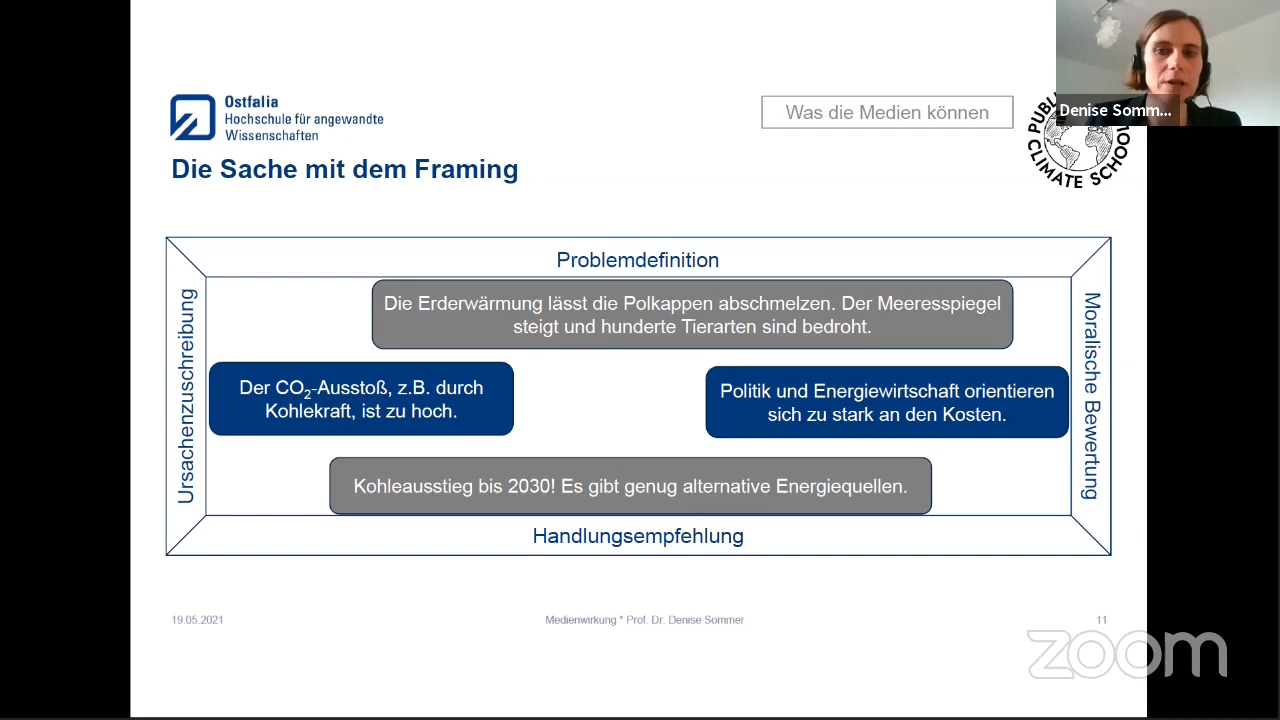 Ostfalia
Hochschule für angewandte
Wissenschaften
Was die Medien können
Denise Somm...
PUBLI
CLIMATE SCHOOL
Die Sache mit dem Framing
Problemdefinition
Die Erderwärmung lässt die Polkappen abschmelzen. Der Meeresspiegel
steigt und hunderte Tierarten sind bedroht.
Ursachenzuschreibung
Der CO₂-Ausstoß, z.B. durch
Kohlekraft, ist zu hoch.
Politik und Energiewirtschaft orientieren
sich zu stark an den Kosten.
Moralische Bewertung
Kohleausstieg bis 2030! Es gibt genug alternative Energiequellen.
Handlungsempfehlung
19.05.2021
Medienwirkung * Prof. Dr. Denise Sommer
11
zoom